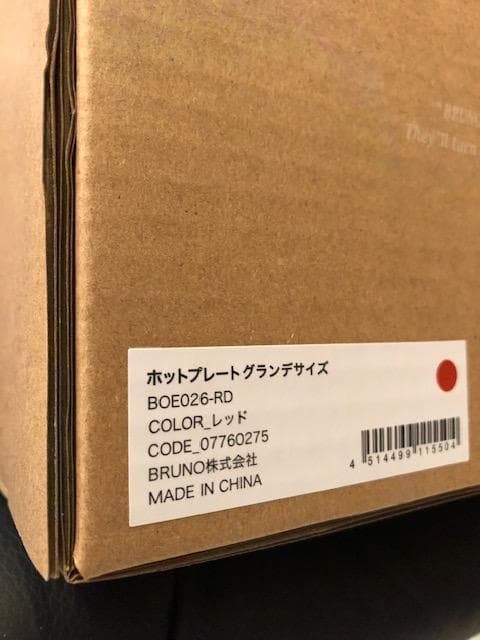 BRUNO
They'll turn
ホットプレートグランデサイズ
BOE026-RD
COLOR_レッド
CODE_07760275
BRUNO株式会社
MADE IN CHINA
4 514499 115504